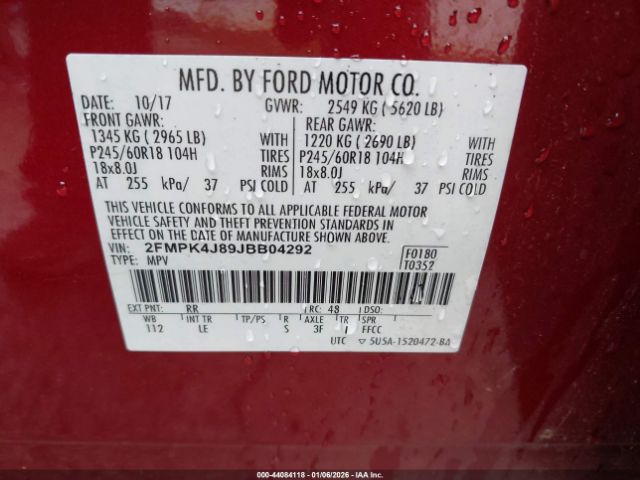 MFD. BY FORD MOTOR CO.
DATE: 10/17 GVWR: 2549 KG ( 5620 LB)
FRONT GAWR: REAR GAWR:
1345 KG ( 2965 LB) WITH 1220 KG ( 2690 LB) WITH
P245/60R18 104H TIRES P245/60R18 104H TIRES
18x8.0J RIMS 18x8.0J RIMS
AT 255 kPa/ 37 PSI COLD AT 255 kPa/ 37 PSI COLD
THIS VEHICLE CONFORMS TO ALL APPLICABLE FEDERAL MOTOR
VEHICLE SAFETY AND THEFT PREVENTION STANDARDS IN
EFFECT ON THE DATE OF MANUFACTURE SHOWN ABOVE.
VIN: 2FMPK4J89JBB04292 F0180
TYPE: MPV T0352
EXT PNT: RR RC: 48 DSO:
WB INT TR TP/PS R AXLE TR SPR
112 LE S 3F I FFCC
UTC ▽ 5U5A-1520472-BA
000-44084118 - 01/06/2026 - IAAI Inc.